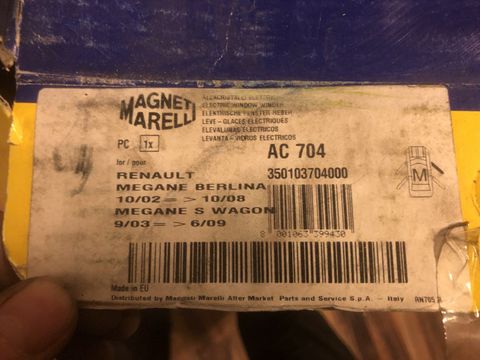 MAGNETI MARELLI
ALZACRISTALLI ELETTRICI
ELECTRIC WINDOW WINDER
ELEKTRISCHE FENSTER HEBER
LEVE - GLACES ELECTRIQUES
ELEVALUNAS ELECTRICOS
LEVANTA - VIDROS ELECTRICOS
PC 1x
AC 704
for / pour
RENAULT 350103704000
MEGANE BERLINA
10/02 = > 10/08
MEGANE S WAGON
9/03 = > 6/09
M
8 001063 399430
Made in EU
Distributed by Magneti Marelli After Market Parts and Service S.p.A. - Italy